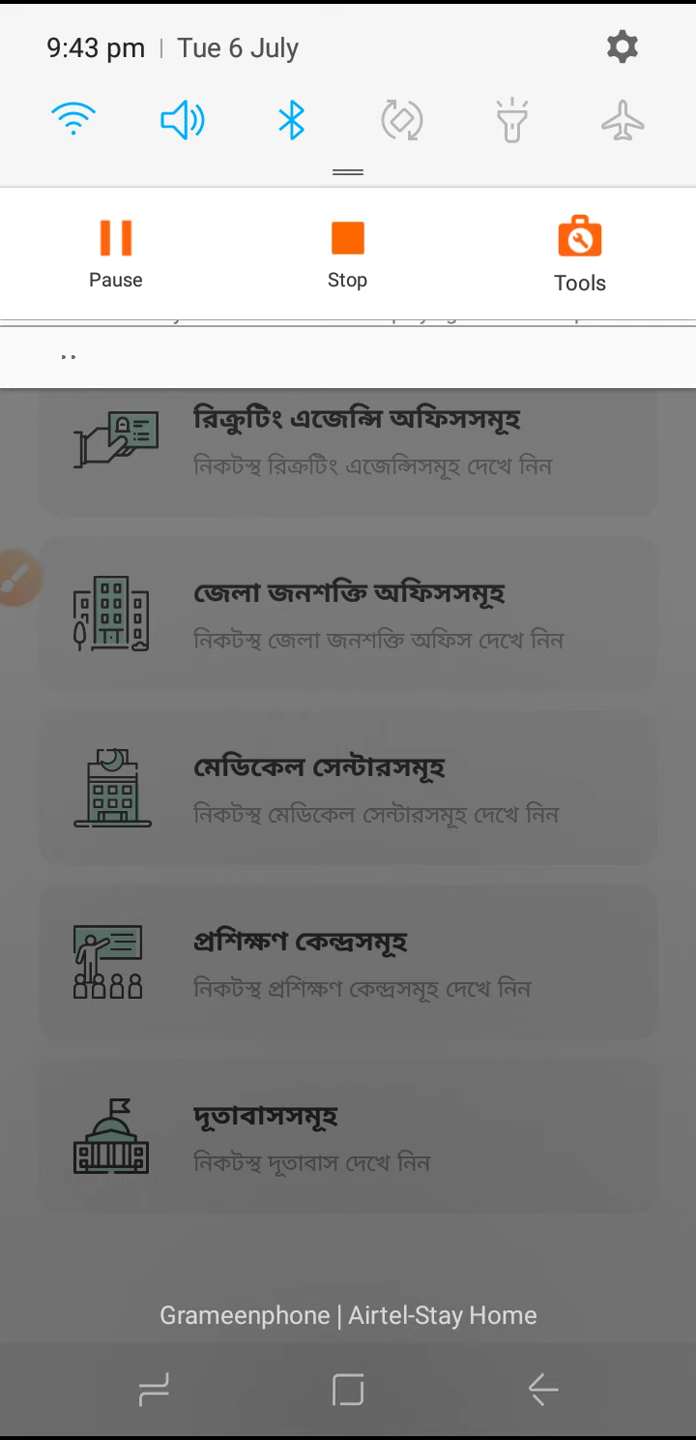 9:43 pm | Tue 6 July
Pause
Stop
Tools
রিক্রুটিং এজেন্সি অফিসসমূহ
নিকটস্থ রিক্রটিং এজেন্সিসমূহ দেখে নিন
জেলা জনশক্তি অফিসসমূহ
নিকটস্থ জেলা জনশক্তি অফিস দেখে নিন
মেডিকেল সেন্টারসমূহ
নিকটস্থ মেডিকেল সেন্টারসমূহ দেখে নিন
প্রশিক্ষণ কেন্দ্রসমূহ
নিকটস্থ প্রশিক্ষণ কেন্দ্রসমূহ দেখে নিন
দূতাবাসসমূহ
নিকটস্থ দূতাবাস দেখে নিন
Grameenphone | Airtel-Stay Home